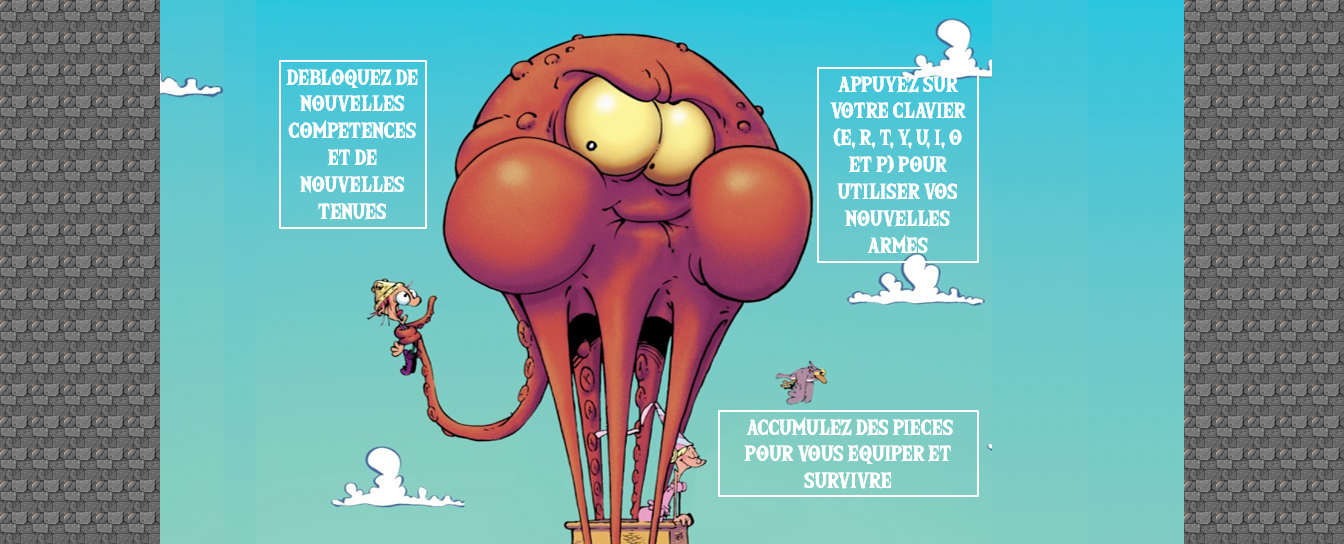 DEBLOQUEZ DE
NOUVELLES
COMPETENCES
ET DE
NOUVELLES
TENUES
APPUYEZ SUR
VOTRE CLAVIER
(E, R, T, Y, U, I, O
ET P) POUR
UTILISER VOS
NOUVELLES
ARMES
ACCUMULEZ DES PIECES
POUR VOUS EQUIPER ET
SURVIVRE